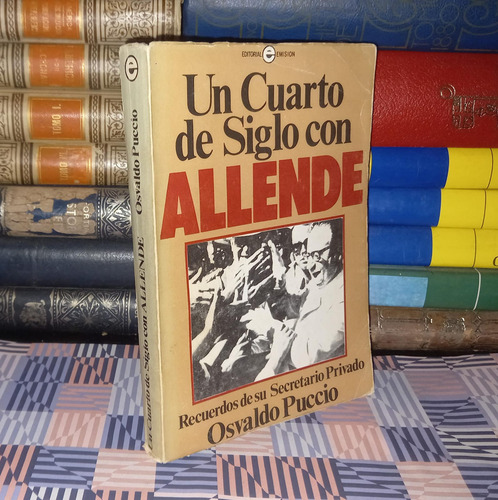 EDITORIAL e EMISION
Un Cuarto
de Siglo con
ALLENDE
Recuerdos de su Secretario Privado
Osvaldo Puccio
Un Cuarto de Siglo con ALLENDE Osvaldo Puccio
TOMO I.